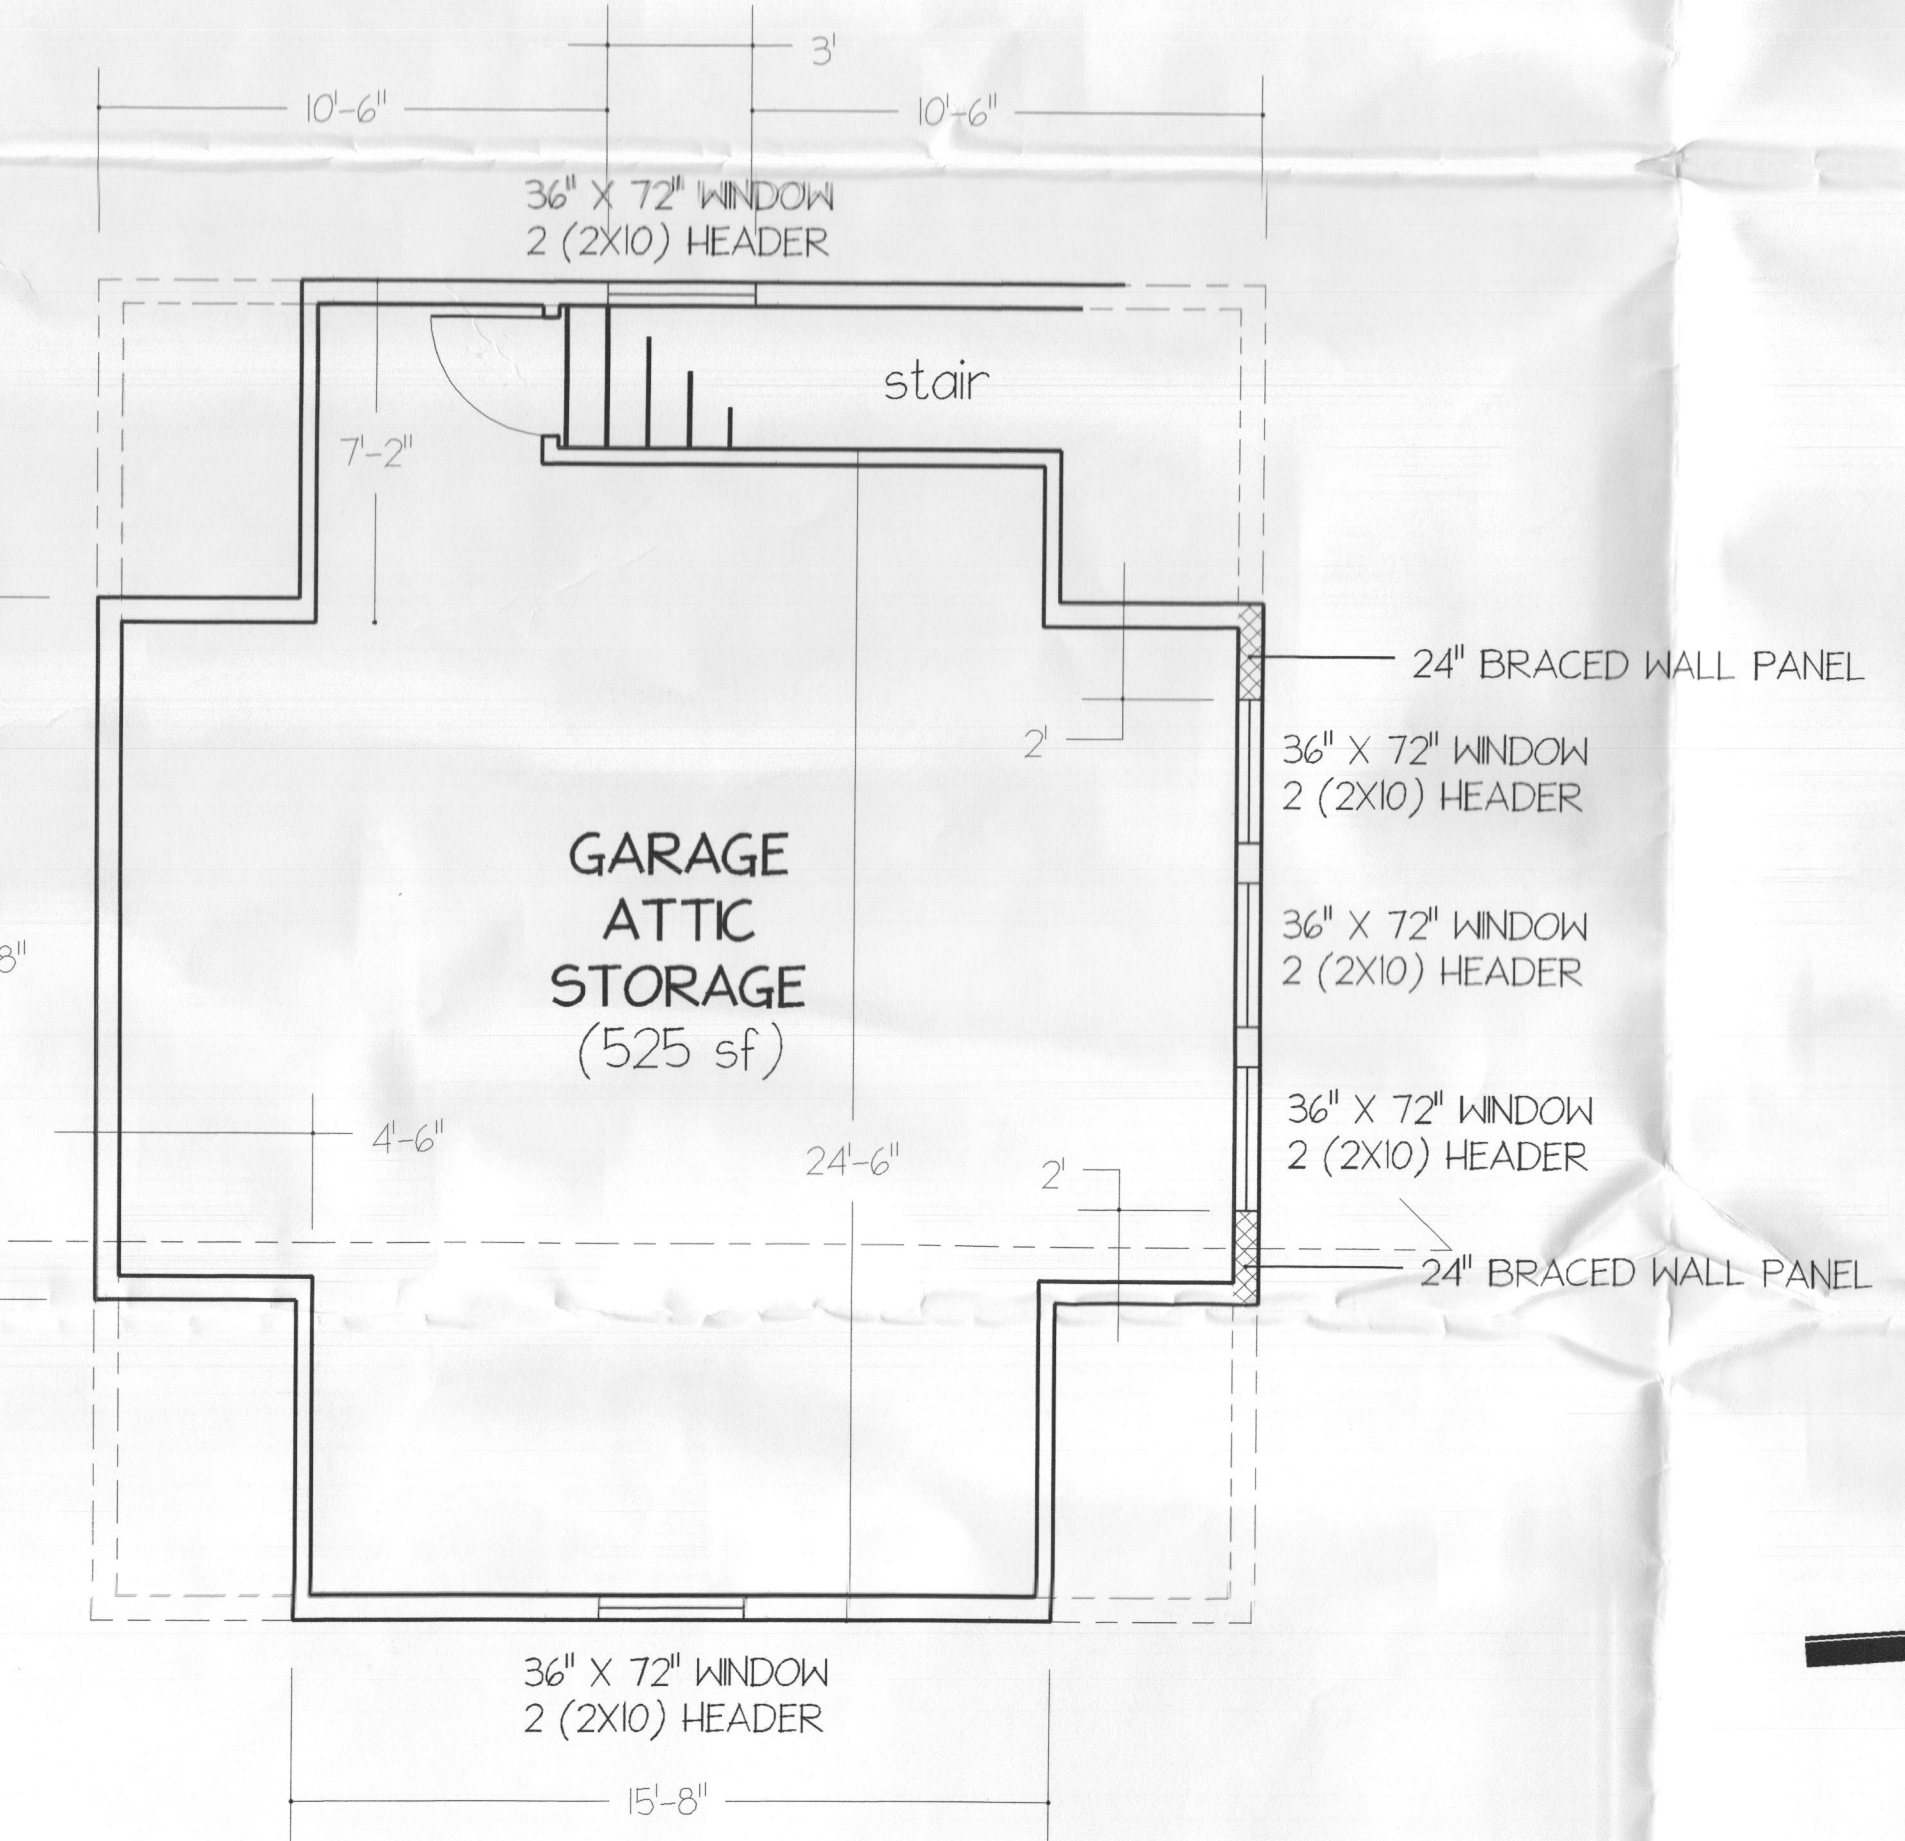 3'
10'-6"
10'-6"
36" X 72" WINDOW
2 (2X10) HEADER
stair
7'-2"
24" BRACED WALL PANEL
2'
36" X 72" WINDOW
2 (2X10) HEADER
GARAGE
ATTIC
STORAGE
(525 sf)
36" X 72" WINDOW
2 (2X10) HEADER
8"
4'-6"
24'-6"
2'
36" X 72" WINDOW
2 (2X10) HEADER
24" BRACED WALL PANEL
36" X 72" WINDOW
2 (2X10) HEADER
15'-8"